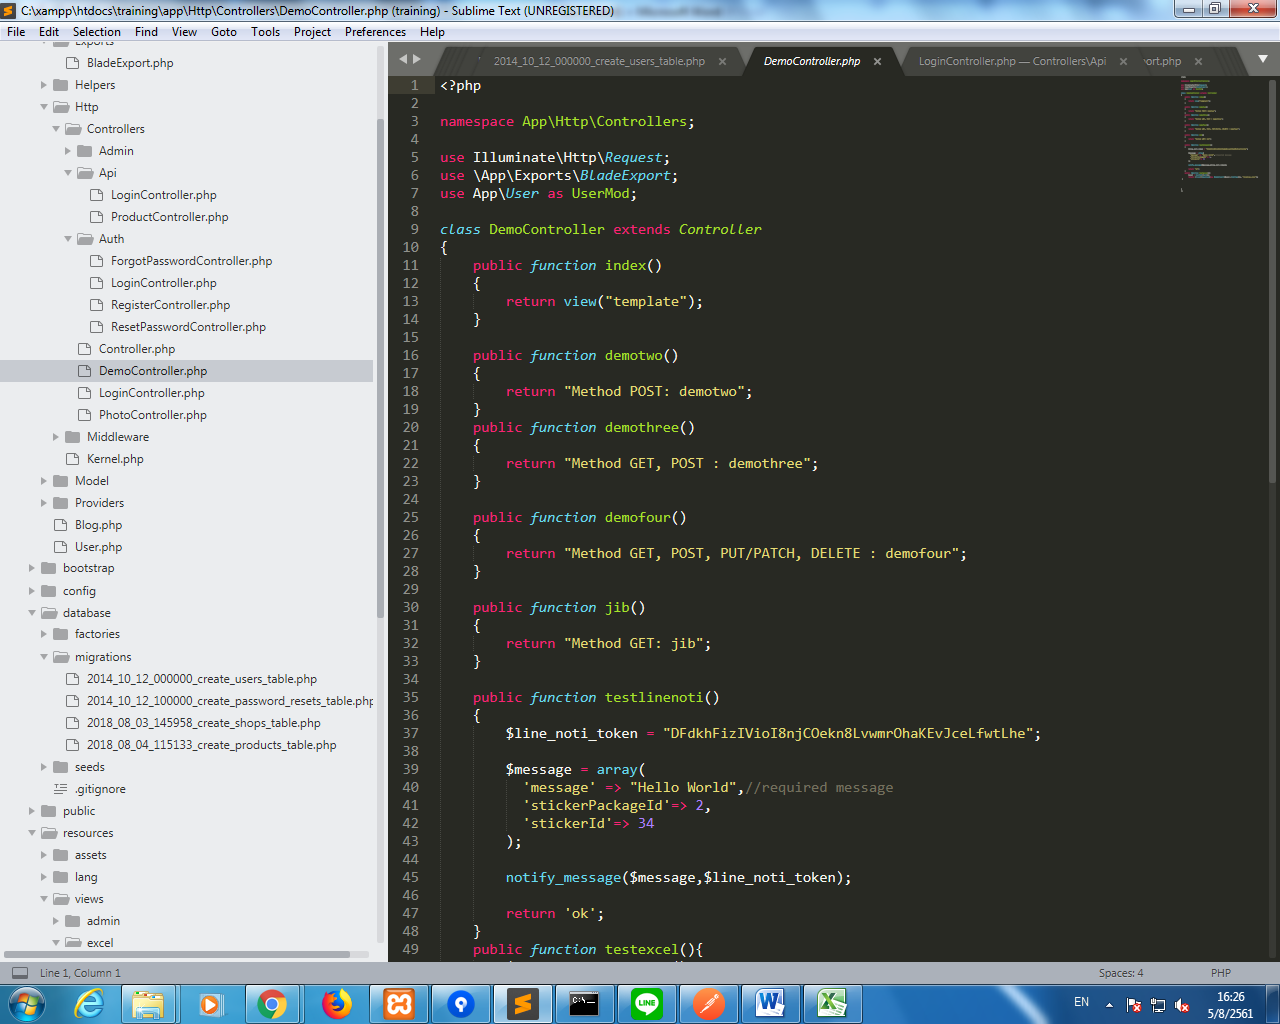 C:\xampp\htdocs\training\app\Http\Controllers\DemoController.php (training) - Sublime Text (UNREGISTERED)
File Edit Selection Find View Goto Tools Project Preferences Help
Exports
BladeExport.php
Helpers
Http
Controllers
Admin
Api
LoginController.php
ProductController.php
Auth
ForgotPasswordController.php
LoginController.php
RegisterController.php
ResetPasswordController.php
Controller.php
DemoController.php
LoginController.php
PhotoController.php
Middleware
Kernel.php
Model
Providers
Blog.php
User.php
bootstrap
config
database
factories
migrations
2014_10_12_000000_create_users_table.php
2014_10_12_100000_create_password_resets_table.php
2018_08_03_145958_create_shops_table.php
2018_08_04_115133_create_products_table.php
seeds
.gitignore
public
resources
assets
lang
views
admin
excel
2014_10_12_000000_create_users_table.php DemoController.php LoginController.php — Controllers\Api ort.php
1 <?php
2
3 namespace App\Http\Controllers;
4
5 use Illuminate\Http\Request;
6 use \App\Exports\BladeExport;
7 use App\User as UserMod;
8
9 class DemoController extends Controller
10 {
11 public function index()
12 {
13 return view("template");
14 }
15
16 public function demotwo()
17 {
18 return "Method POST: demotwo";
19 }
20 public function demothree()
21 {
22 return "Method GET, POST : demothree";
23 }
24
25 public function demofour()
26 {
27 return "Method GET, POST, PUT/PATCH, DELETE : demofour";
28 }
29
30 public function jib()
31 {
32 return "Method GET: jib";
33 }
34
35 public function testlinenoti()
36 {
37 $line_noti_token = "DFdkhFizIVioI8njCOekn8LvwmrOhaKEvJceLfwtLhe";
38
39 $message = array(
40 'message' => "Hello World",//required message
41 'stickerPackageId'=> 2,
42 'stickerId'=> 34
43 );
44
45 notify_message($message,$line_noti_token);
46
47 return 'ok';
48 }
49 public function testexcel(){
Line 1, Column 1 Spaces: 4 PHP
C:\_
LINE
EN
16:26
5/8/2561